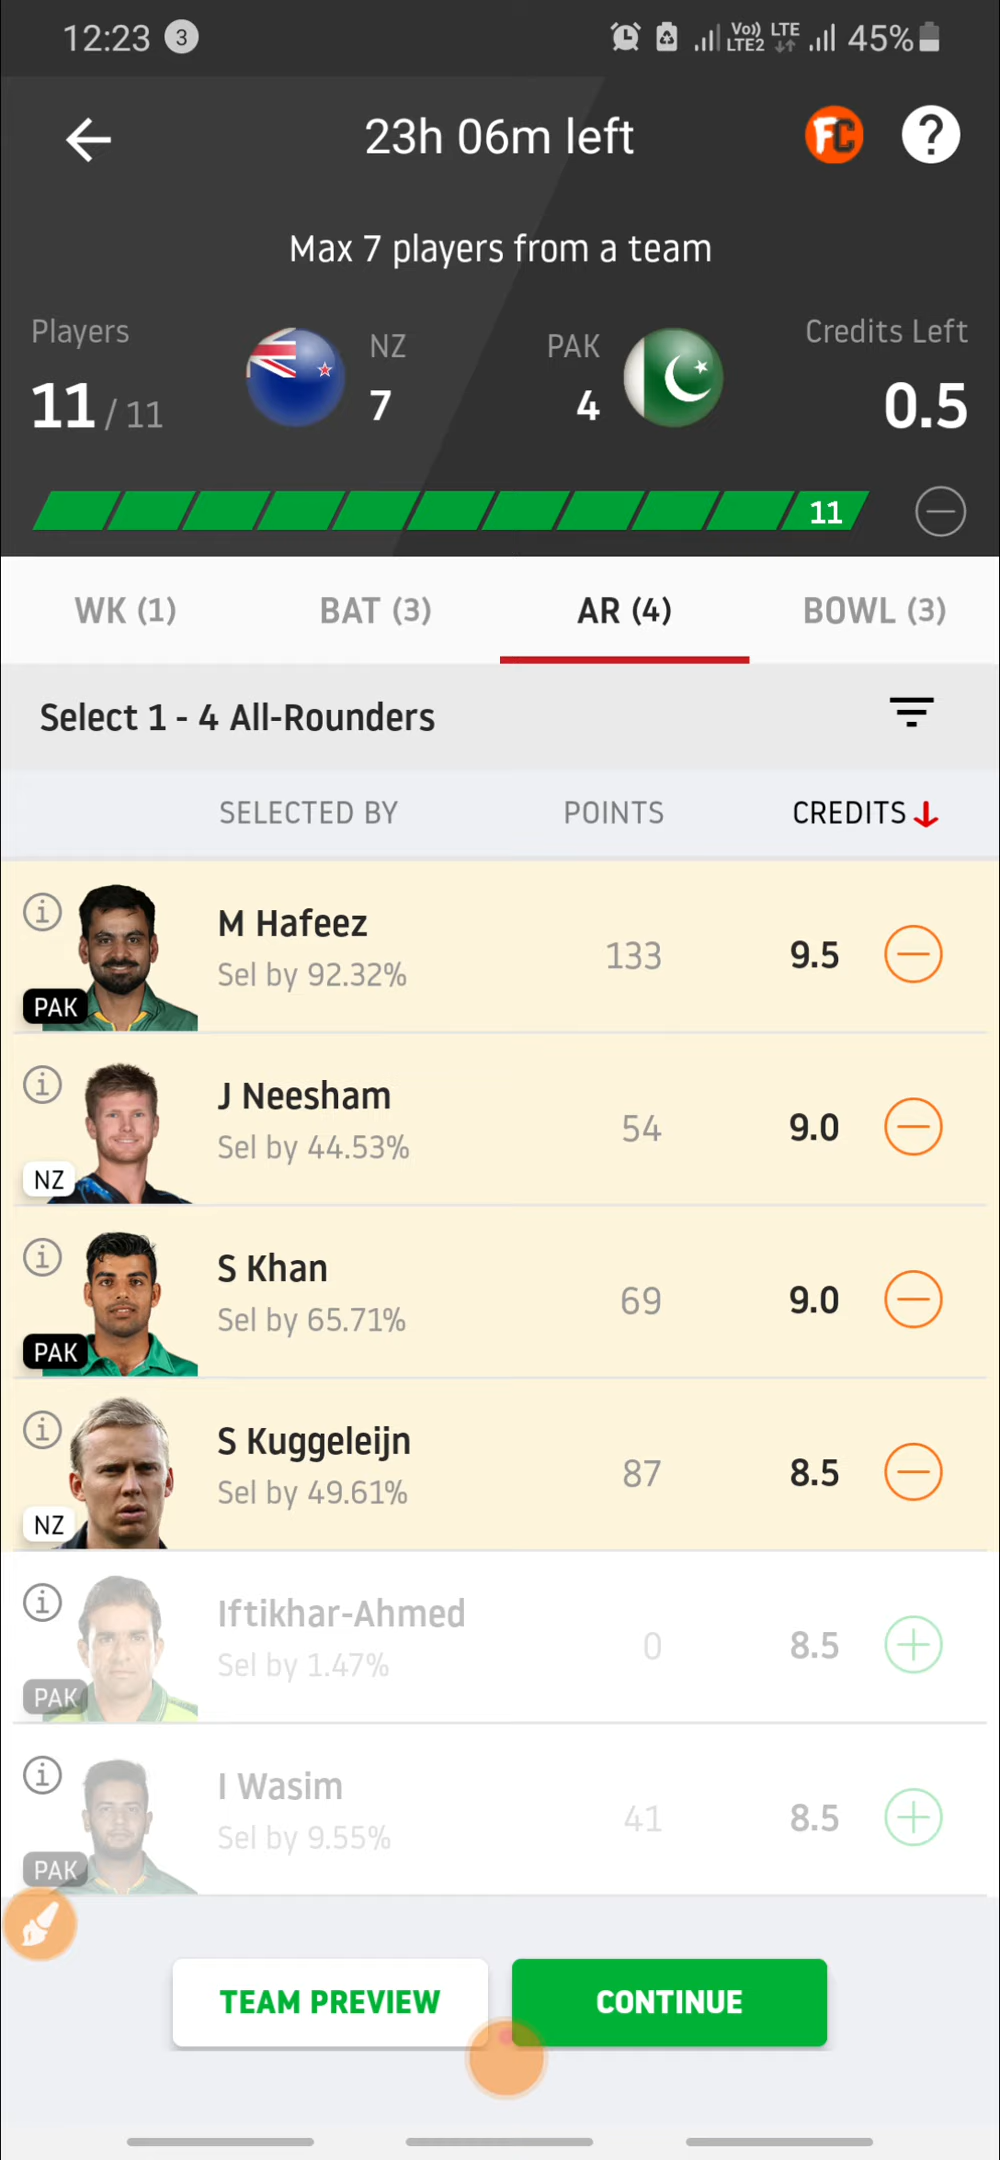 12:23 3 Vo)) LTE2 LTE 45%
23h 06m left FC ?
Max 7 players from a team
Players NZ PAK Credits Left
11 / 11 7 4 0.5
11
WK (1) BAT (3) AR (4) BOWL (3)
Select 1 - 4 All-Rounders
SELECTED BY POINTS CREDITS
M Hafeez
Sel by 92.32% 133 9.5
PAK
J Neesham
Sel by 44.53% 54 9.0
NZ
S Khan
Sel by 65.71% 69 9.0
PAK
S Kuggeleijn
Sel by 49.61% 87 8.5
NZ
Iftikhar-Ahmed
Sel by 1.47% 0 8.5
PAK
I Wasim
Sel by 9.55% 41 8.5
PAK
TEAM PREVIEW CONTINUE